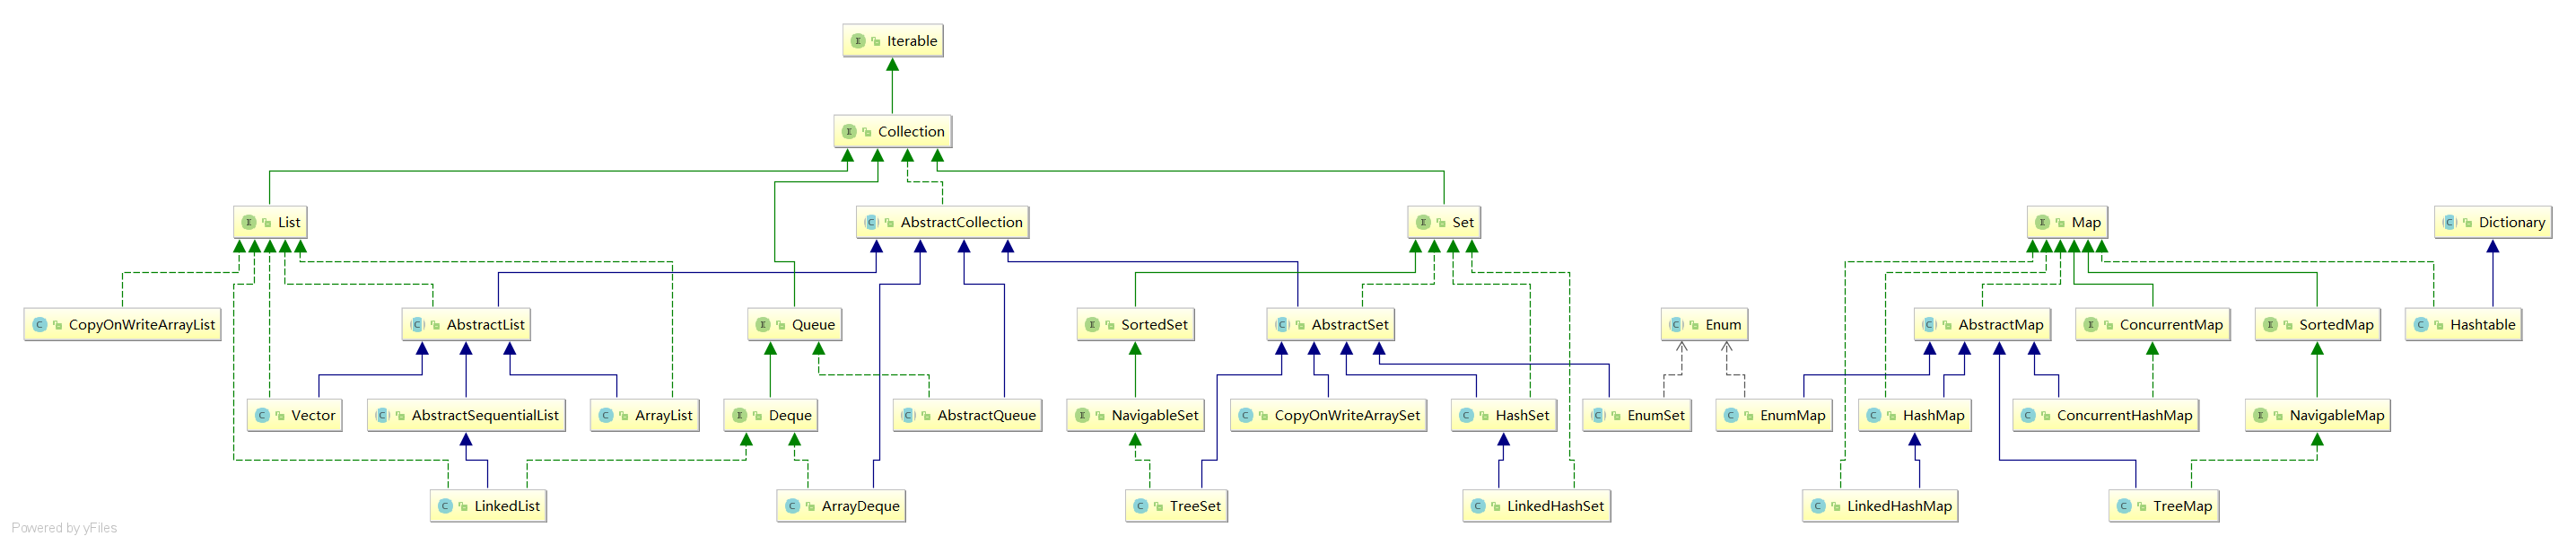 Iterable
Collection
List
AbstractCollection
Set
Map
Dictionary
CopyOnWriteArrayList
AbstractList
Queue
SortedSet
AbstractSet
Enum
AbstractMap
ConcurrentMap
SortedMap
Hashtable
Vector
AbstractSequentialList
ArrayList
Deque
AbstractQueue
NavigableSet
CopyOnWriteArraySet
HashSet
EnumSet
EnumMap
HashMap
ConcurrentHashMap
NavigableMap
LinkedList
ArrayDeque
TreeSet
LinkedHashSet
LinkedHashMap
TreeMap
Powered by yFiles